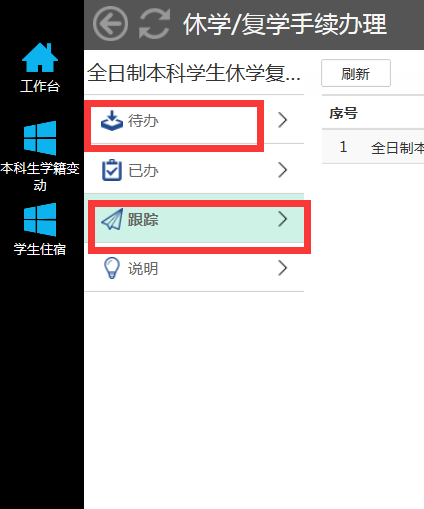 休学/复学手续办理
工作台
本科生学籍变
动
学生住宿
全日制本科学生休学复...
待办
已办
跟踪
说明
刷新
序号
1 全日制本